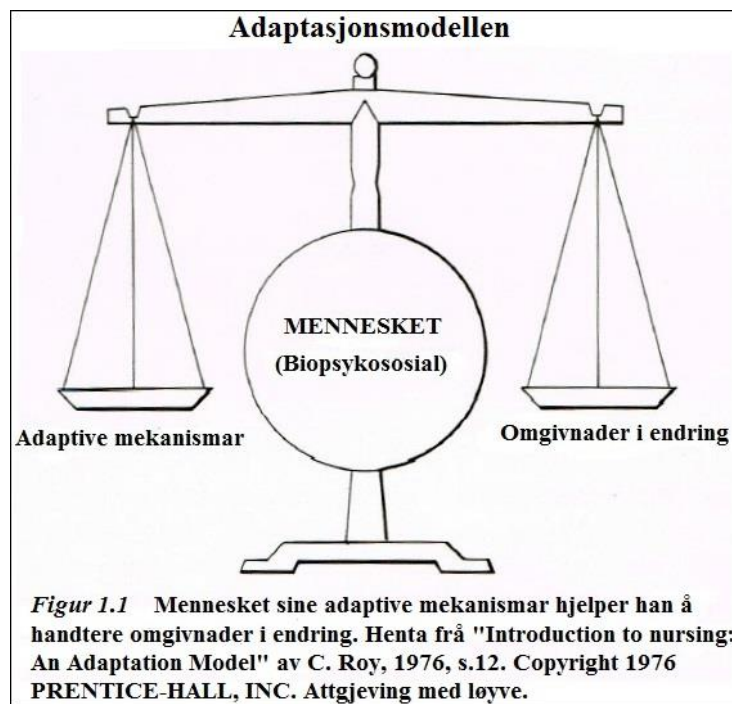 Adaptasjonsmodellen
MENNESKET
(Biopsykososial)
Adaptive mekanismar
Omgivnader i endring
Figur 1.1 Mennesket sine adaptive mekanismar hjelper han å
handtere omgivnader i endring. Henta frå "Introduction to nursing:
An Adaptation Model" av C. Roy, 1976, s.12. Copyright 1976
PRENTICE-HALL, INC. Attgjeving med løyve.